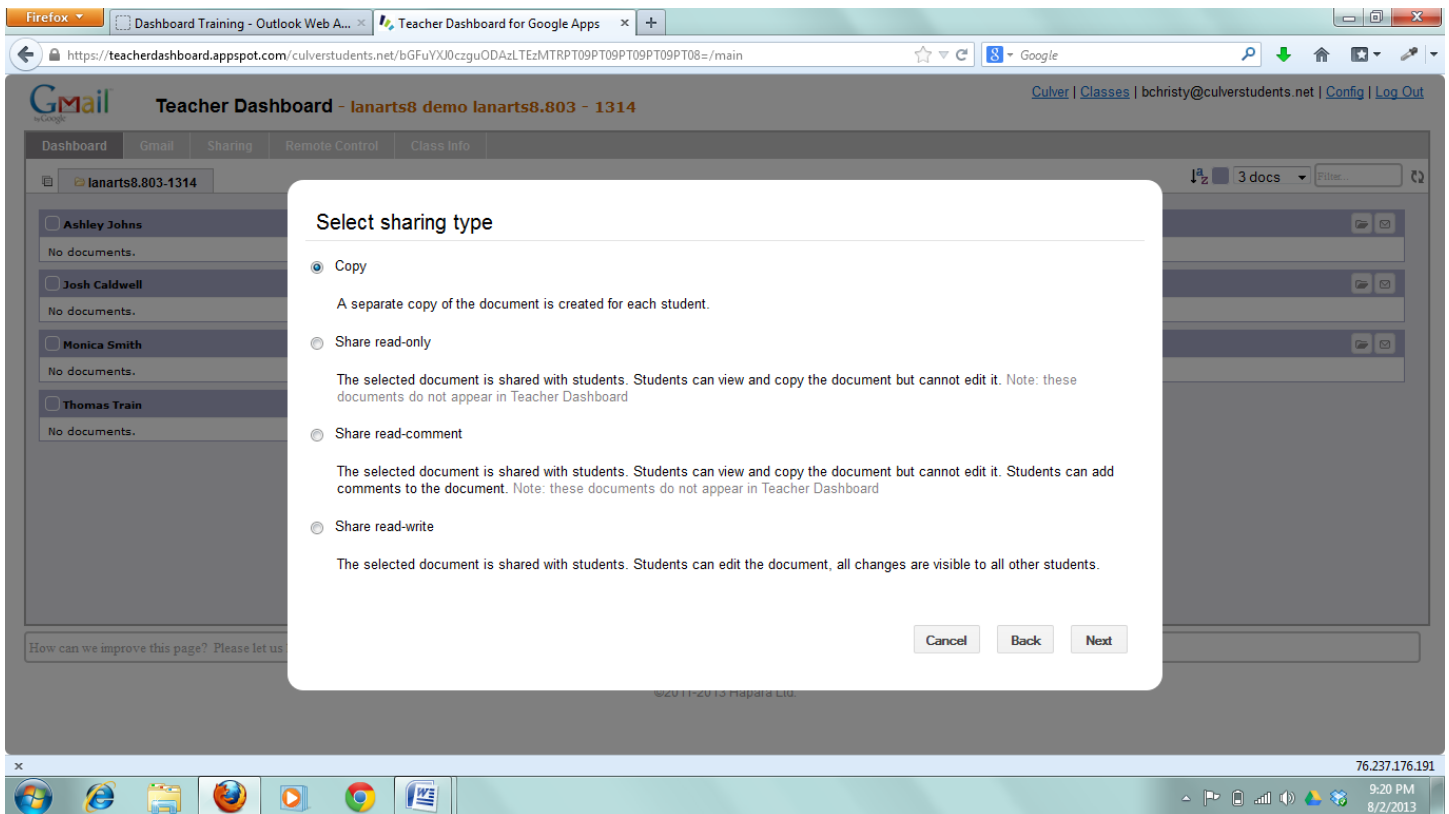 Firefox
Dashboard Training - Outlook Web A... ×
Teacher Dashboard for Google Apps ×
https://teacherdashboard.appspot.com/culverstudents.net/bGFuYXJ0czguODAzLTEzMTRPT09PT09PT09PT09PT08=/main
Google
Gmail
by Google
Teacher Dashboard - lanarts8 demo lanarts8.803 - 1314
Culver | Classes | bchristy@culverstudents.net | Config | Log Out
Dashboard Gmail Sharing Remote Control Class Info
lanarts8.803-1314
3 docs
Filter...
Ashley Johns
No documents.
Josh Caldwell
No documents.
Monica Smith
No documents.
Thomas Train
No documents.
Select sharing type
Copy
A separate copy of the document is created for each student.
Share read-only
The selected document is shared with students. Students can view and copy the document but cannot edit it. Note: these
documents do not appear in Teacher Dashboard
Share read-comment
The selected document is shared with students. Students can view and copy the document but cannot edit it. Students can add
comments to the document. Note: these documents do not appear in Teacher Dashboard
Share read-write
The selected document is shared with students. Students can edit the document, all changes are visible to all other students.
Cancel Back Next
How can we improve this page? Please let us
©2011-2013 Hapara Ltd.
x
76.237.176.191
9:20 PM
8/2/2013